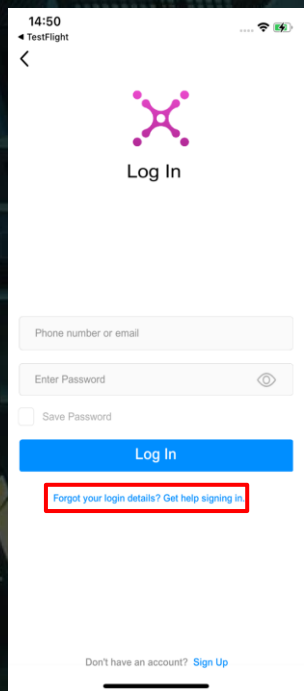 14:50
◀ TestFlight
Log In
Phone number or email
Enter Password
Save Password
Log In
Forgot your login details? Get help signing in.
Don't have an account? Sign Up